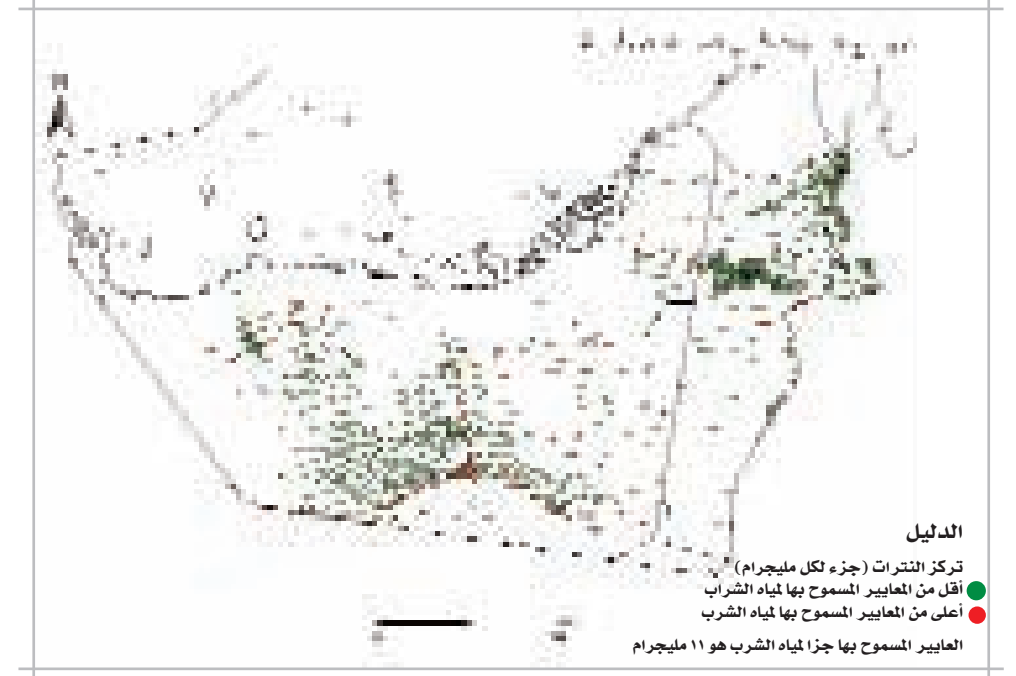 الدليل
تركز النترات (جزء لكل مليجرام)
أقل من المعايير المسموح بها لمياه الشراب
أعلى من المعايير المسموح بها لمياه الشرب
العايير المسموح بها جزا لمياه الشرب هو ١١ مليجرام